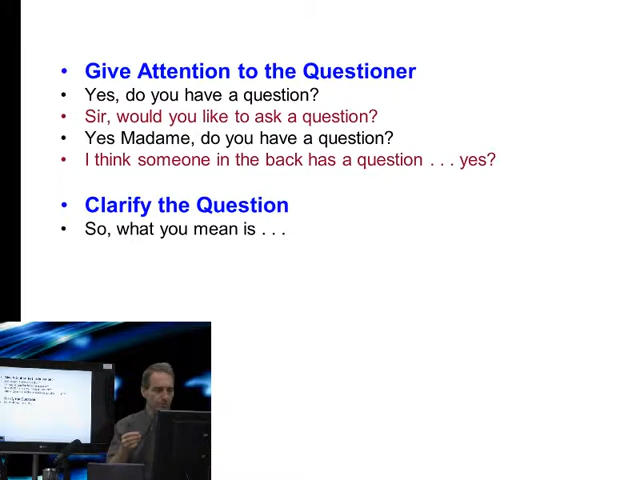 • Give Attention to the Questioner
• Yes, do you have a question?
• Sir, would you like to ask a question?
• Yes Madame, do you have a question?
• I think someone in the back has a question . . . yes?
• Clarify the Question
• So, what you mean is . . .